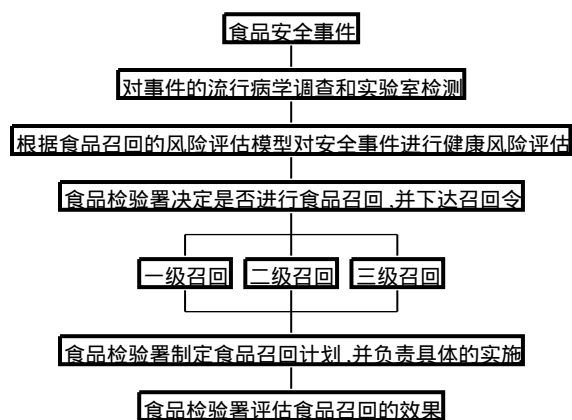 食品安全事件
对事件的流行病学调查和实验室检测
根据食品召回的风险评估模型对安全事件进行健康风险评估
食品检验署决定是否进行食品召回,并下达召回令
一级召回 二级召回 三级召回
食品检验署制定食品召回计划,并负责具体的实施
食品检验署评估食品召回的效果